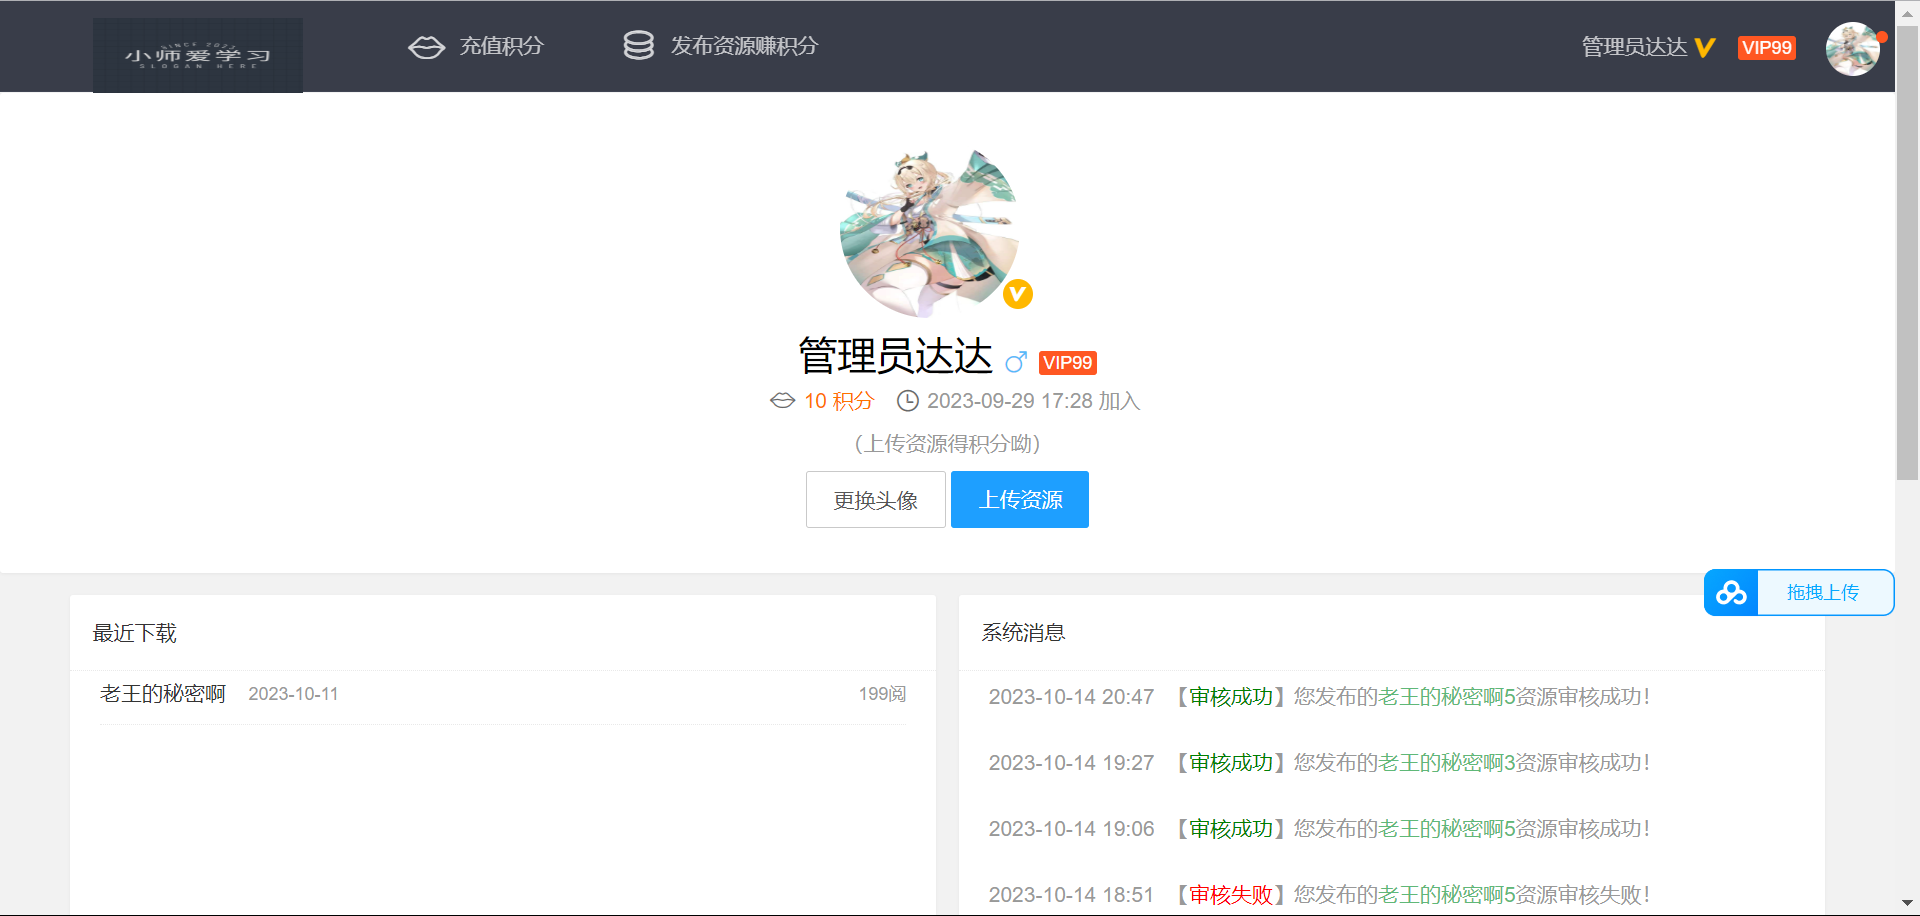 SINCE 2023
小师爱学习
SLOGAN HERE
充值积分
发布资源赚积分
管理员达达
VIP99
管理员达达 VIP99
10 积分 2023-09-29 17:28 加入
（上传资源得积分呦）
更换头像 上传资源
拖拽上传
最近下载
老王的秘密啊 2023-10-11 199阅
系统消息
2023-10-14 20:47 【审核成功】您发布的老王的秘密啊5资源审核成功！
2023-10-14 19:27 【审核成功】您发布的老王的秘密啊3资源审核成功！
2023-10-14 19:06 【审核成功】您发布的老王的秘密啊5资源审核成功！
2023-10-14 18:51 【审核失败】您发布的老王的秘密啊5资源审核失败！